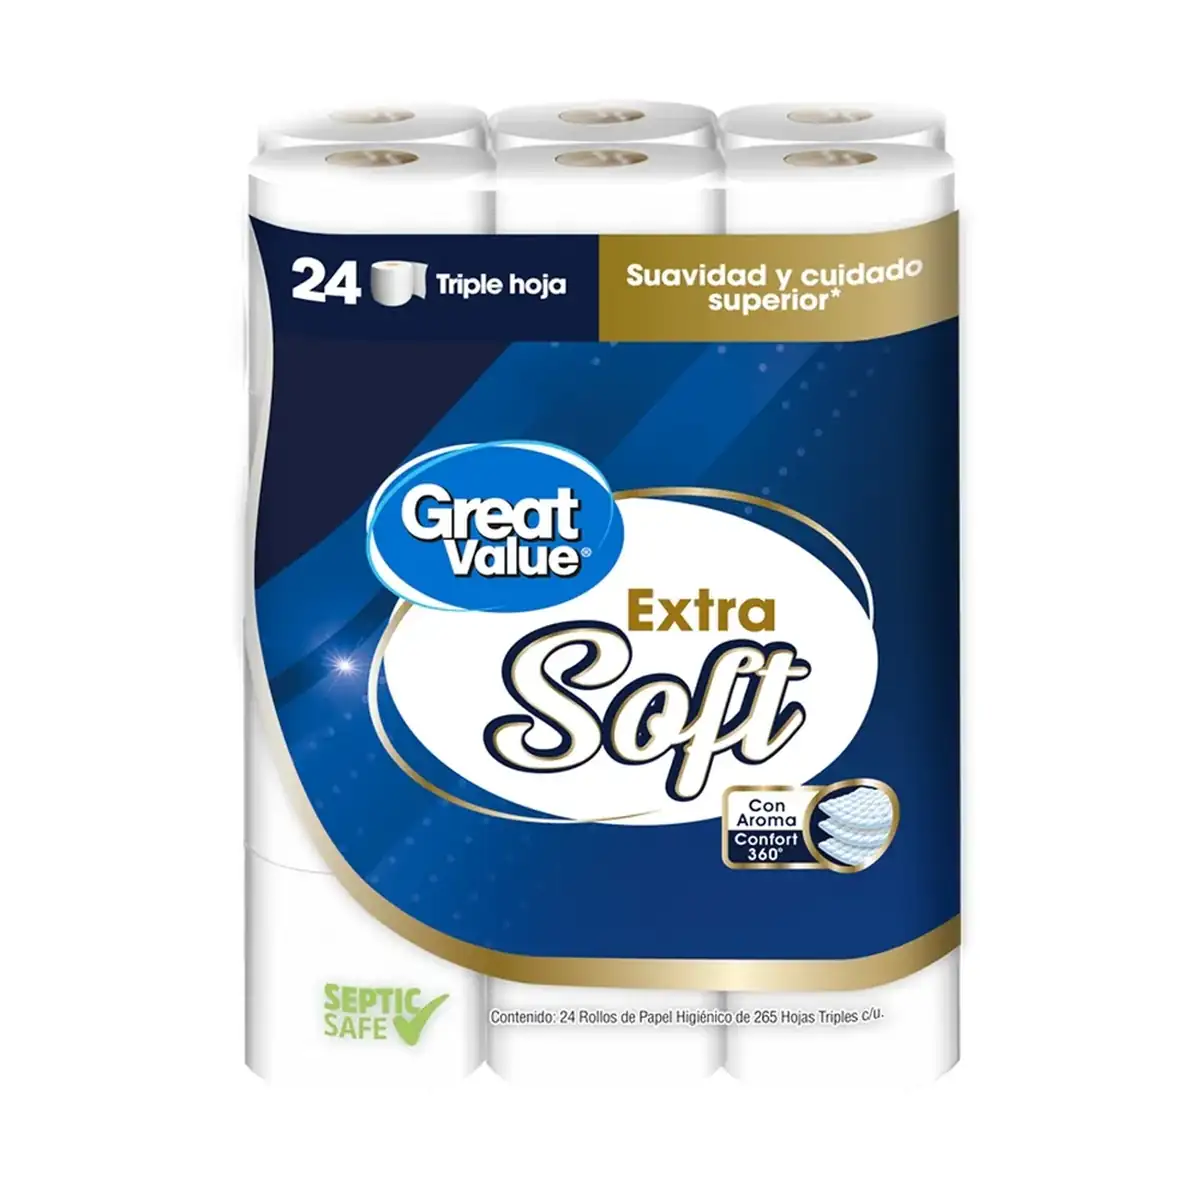 24 Triple hoja
Suavidad y cuidado
superior*
Great
Value®
Extra
Soft
Con
Aroma
Confort
360°
SEPTIC
SAFE
Contenido: 24 Rollos de Papel Higiénico de 265 Hojas Triples c/u.